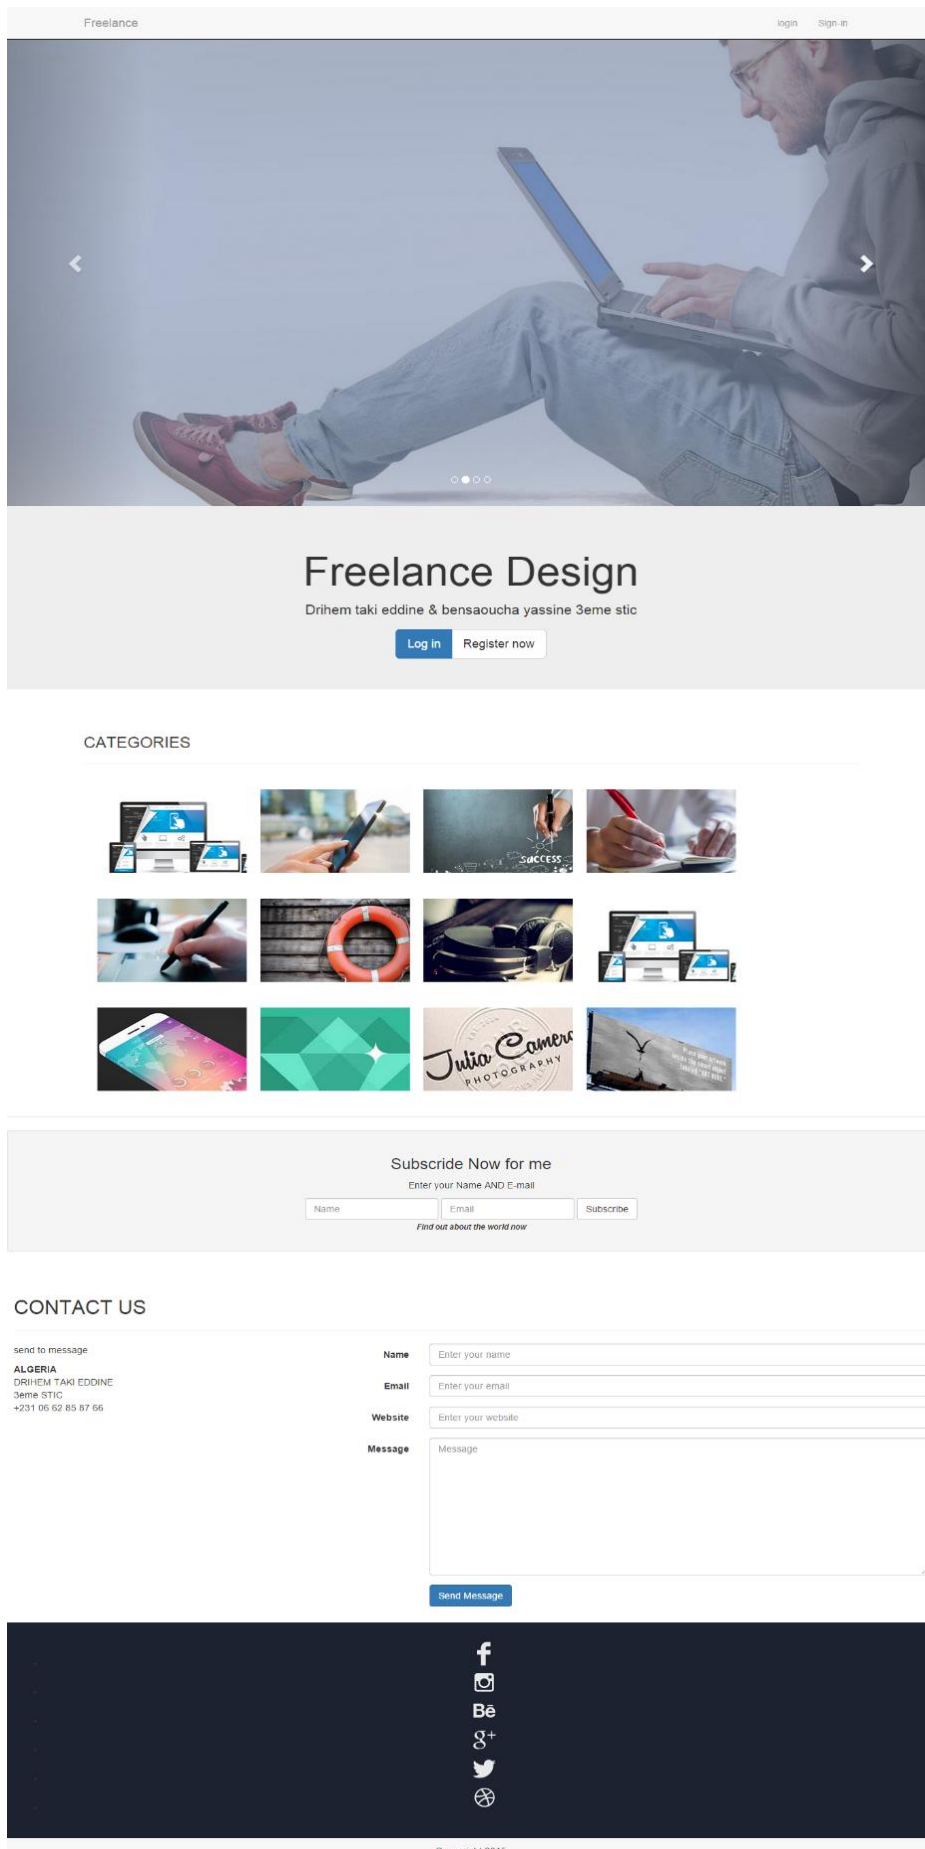 Freelance
login Sign-in
Freelance Design
Drihem taki eddine & bensaoucha yassine 3eme stic
Log in Register now
CATEGORIES
SUCCESS
Julia Camero
PHOTOGRAPHY
Subscride Now for me
Enter your Name AND E-mail
Name Email Subscribe
Find out about the world now
CONTACT US
send to message
ALGERIA
DRIHEM TAKI EDDINE
3eme STIC
+231 06 62 85 87 66
Name Enter your name
Email Enter your email
Website Enter your website
Message Message
Send Message
f
Bē
g+